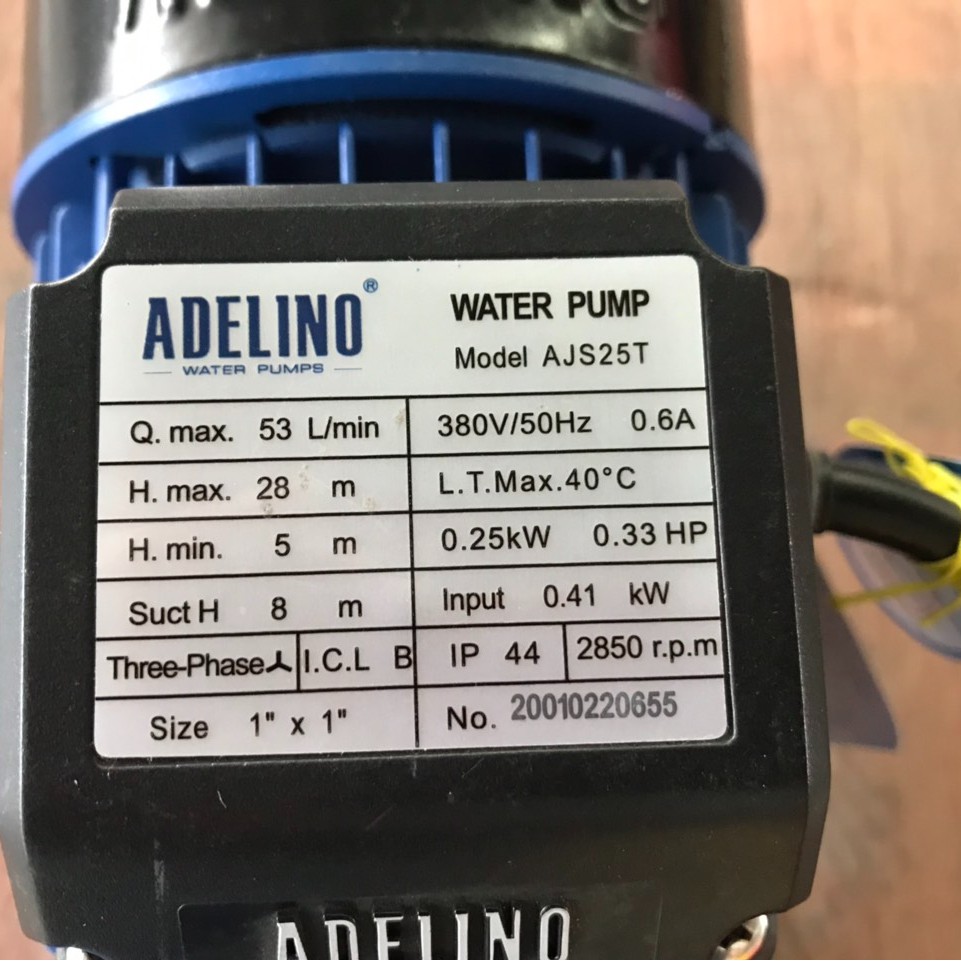 ADELINO®
WATER PUMPS
WATER PUMP
Model AJS25T
Q. max. 53 L/min
380V/50Hz 0.6A
H. max. 28 m
L.T.Max.40°C
H. min. 5 m
0.25kW 0.33 HP
Suct H 8 m
Input 0.41 kW
Three-Phase I.C.L B
IP 44 2850 r.p.m
Size 1" x 1"
No. 20010220655
ADELINO